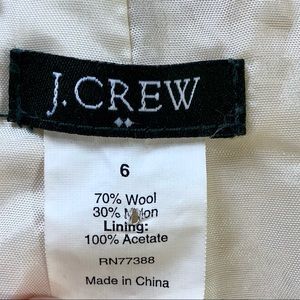 J.CREW
6
70% Wool
30% Nylon
Lining:
100% Acetate
RN77388
Made in China